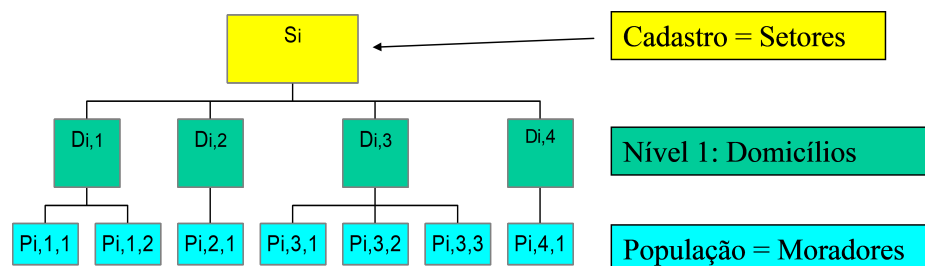 Si
Cadastro = Setores
Di,1
Di,2
Di,3
Di,4
Nível 1: Domicílios
Pi,1,1
Pi,1,2
Pi,2,1
Pi,3,1
Pi,3,2
Pi,3,3
Pi,4,1
População = Moradores